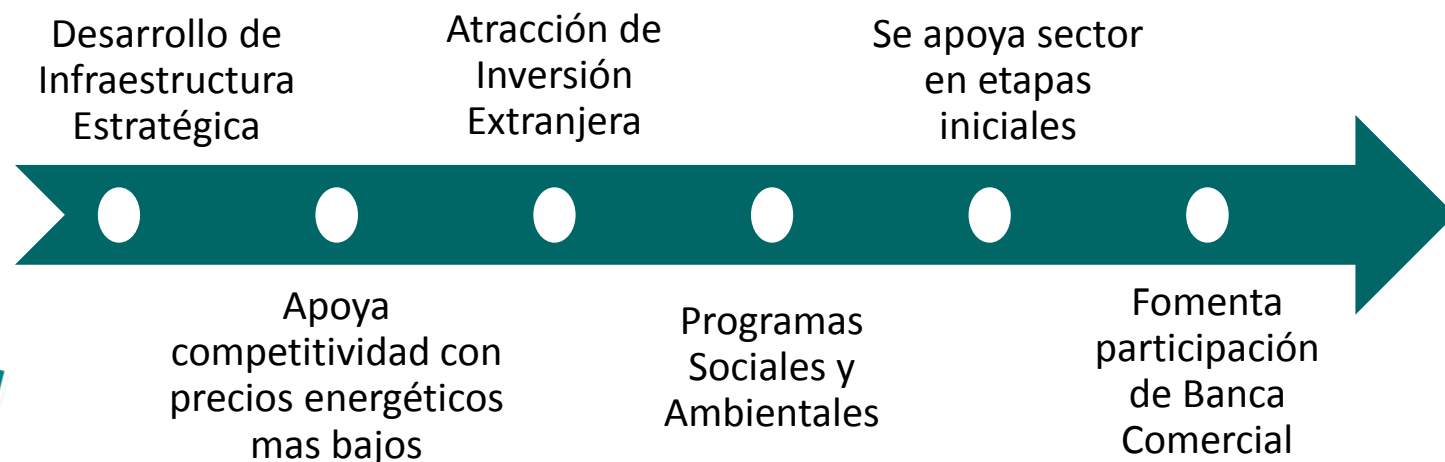 Desarrollo de
Infraestructura
Estratégica
Apoya
competitividad con
precios energéticos
mas bajos
Atracción de
Inversión
Extranjera
Programas
Sociales y
Ambientales
Se apoya sector
en etapas
iniciales
Fomenta
participación
de Banca
Comercial